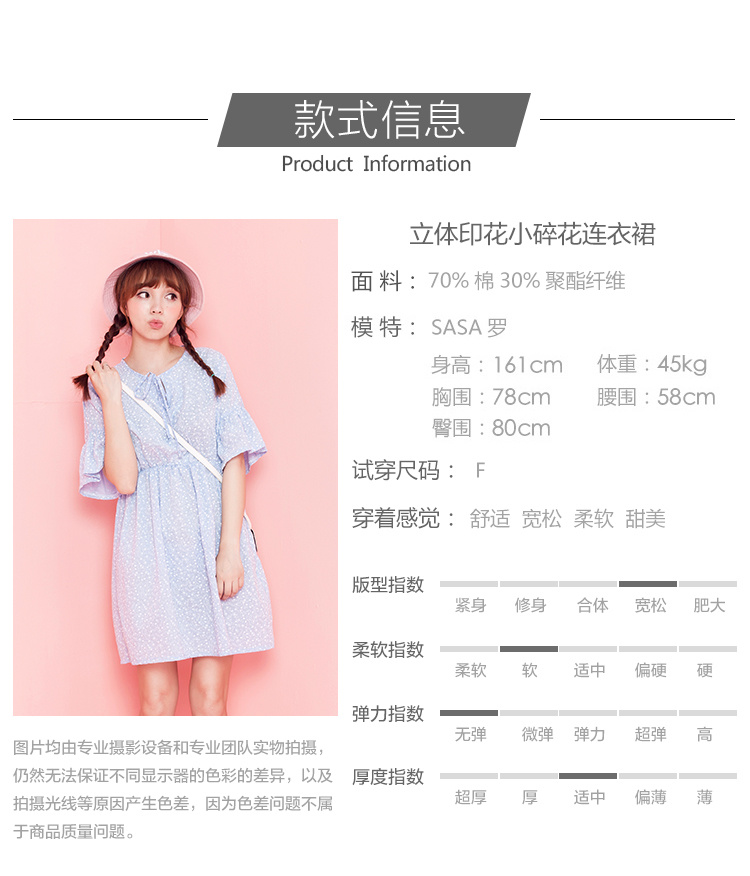 款式信息
Product Information
立体印花小碎花连衣裙
面 料： 70% 棉 30% 聚酯纤维
模 特： SASA 罗
身高：161cm 体重：45kg
胸围：78cm 腰围：58cm
臀围：80cm
试穿尺码： F
穿着感觉： 舒适 宽松 柔软 甜美
版型指数
紧身 修身 合体 宽松 肥大
柔软指数
柔软 软 适中 偏硬 硬
弹力指数
无弹 微弹 弹力 超弹 高
厚度指数
超厚 厚 适中 偏薄 薄
图片均由专业摄影设备和专业团队实物拍摄，
仍然无法保证不同显示器的色彩的差异，以及
拍摄光线等原因产生色差，因为色差问题不属
于商品质量问题。